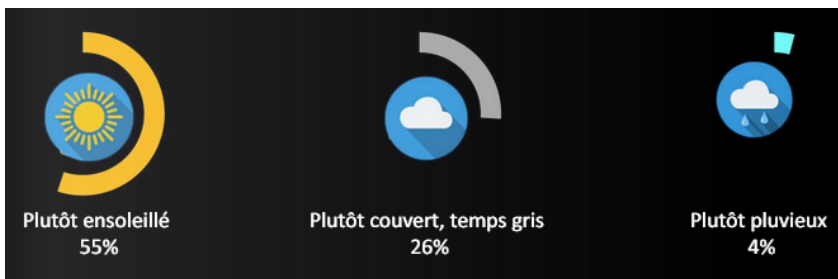 Plutôt ensoleillé
55%
Plutôt couvert, temps gris
26%
Plutôt pluvieux
4%